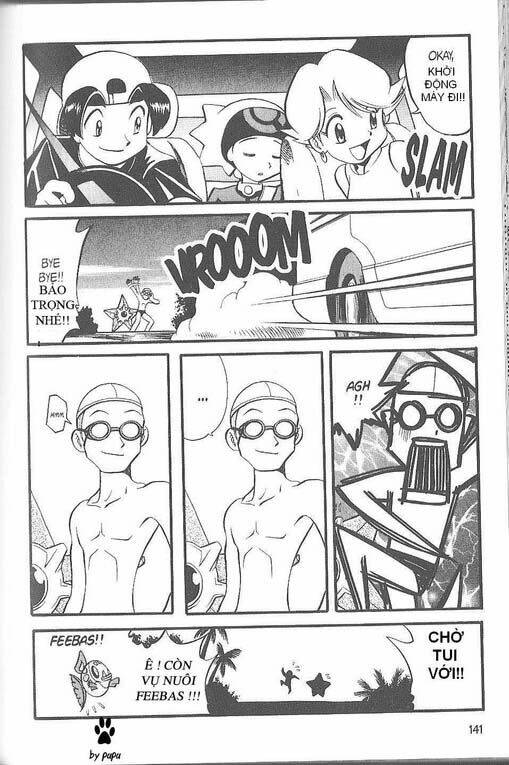 OKAY,
KHỞI
ĐỘNG
MÁY ĐI!!
SLAM
VROOOM
BYE
BYE!!
BẢO
TRỌNG
NHÉ!!
HMM,
...
AGH
!!
FEEBAS!!
Ê ! CÒN
VỤ NUÔI
FEEBAS !!!
CHỜ
TUI
VỚI!!
141
by papu